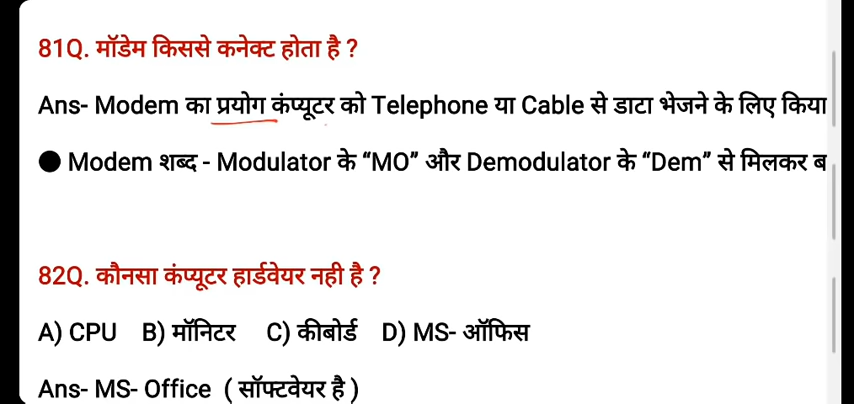 81Q. मॉडेम किससे कनेक्ट होता है ?
Ans- Modem का प्रयोग कंप्यूटर को Telephone या Cable से डाटा भेजने के लिए किया
● Modem शब्द - Modulator के “MO” और Demodulator के “Dem” से मिलकर ब
82Q. कौनसा कंप्यूटर हार्डवेयर नही है ?
A) CPU B) मॉनिटर C) कीबोर्ड D) MS- ऑफिस
Ans- MS- Office ( सॉफ्टवेयर है )